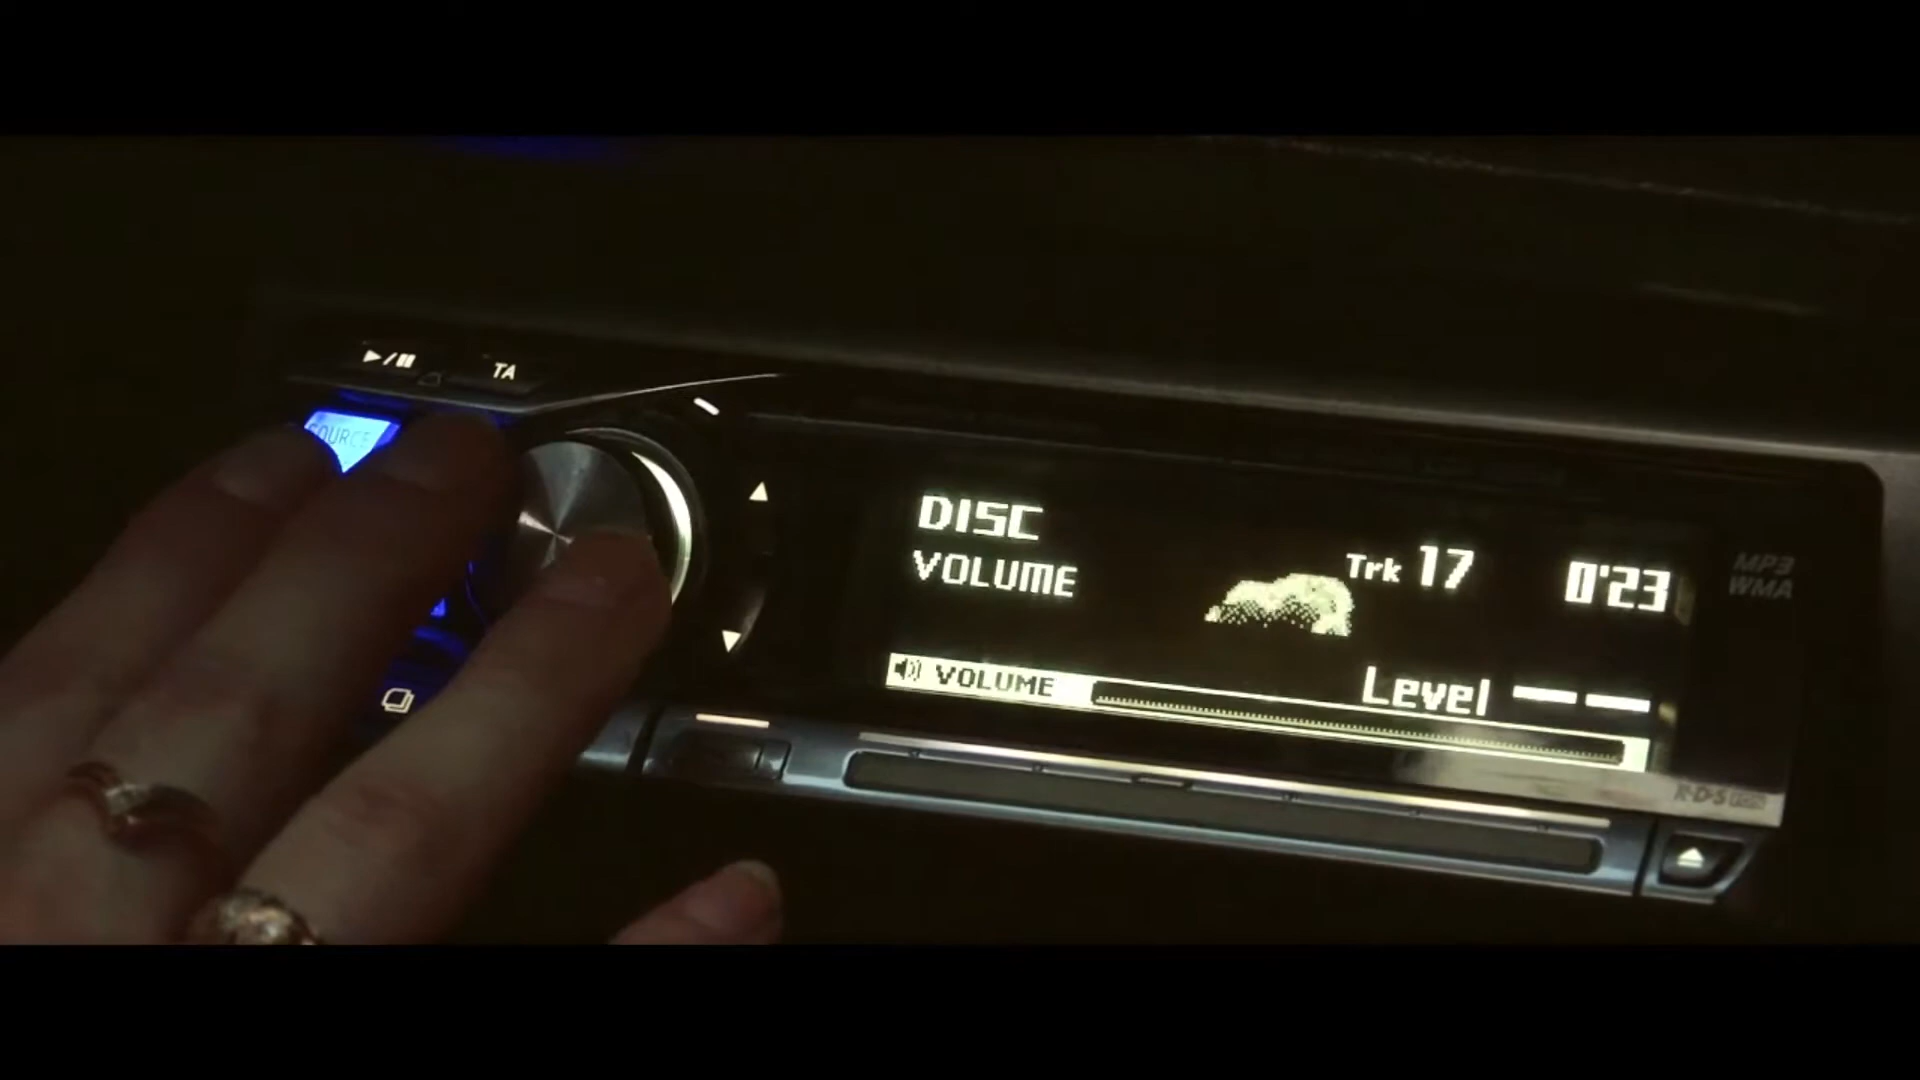 TA
SOURCE
DISC
VOLUME
Trk 17
0'23
MP3
WMA
VOLUME
Level
R·D·S